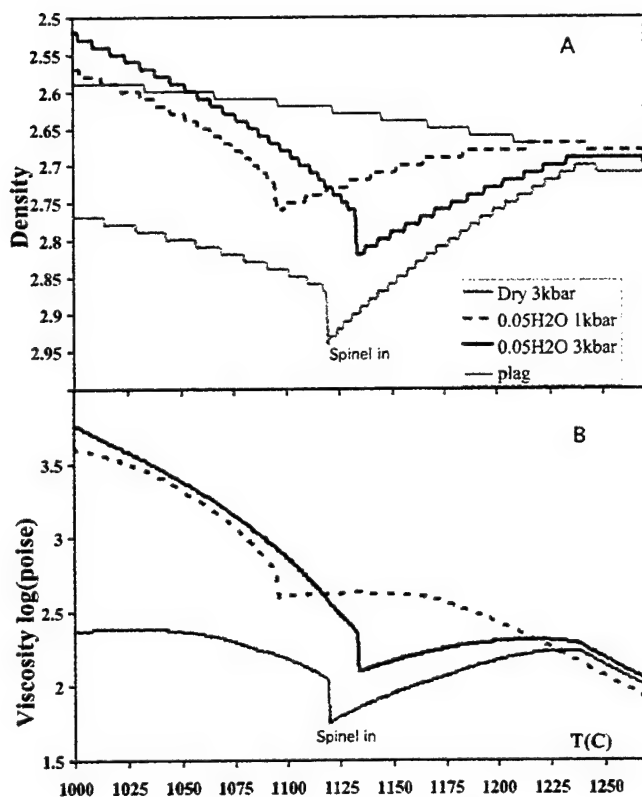 A
2.5
2.55
2.6
2.65
2.7
2.75
2.8
2.85
2.9
2.95
Density
Dry 3kbar
0.05H2O 1kbar
0.05H2O 3kbar
plag
Spinel in
B
3.5
3
2.5
2
1.5
Viscosity log(poise)
Spinel in
T(C)
1000 1025 1050 1075 1100 1125 1150 1175 1200 1225 1250